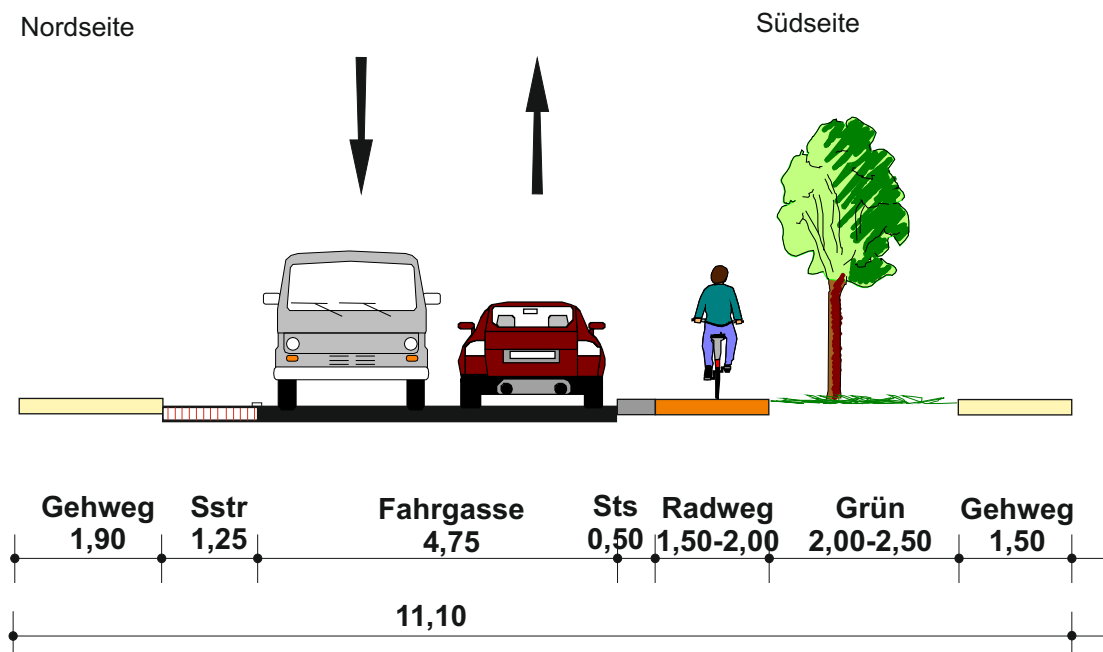 Nordseite
Südseite
Gehweg Sstr Fahrgasse Sts Radweg Grün Gehweg
1,90 1,25 4,75 0,50 1,50-2,00 2,00-2,50 1,50
11,10